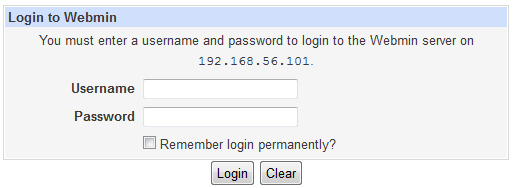 Login to Webmin
You must enter a username and password to login to the Webmin server on
192.168.56.101.
Username
Password
Remember login permanently?
Login Clear